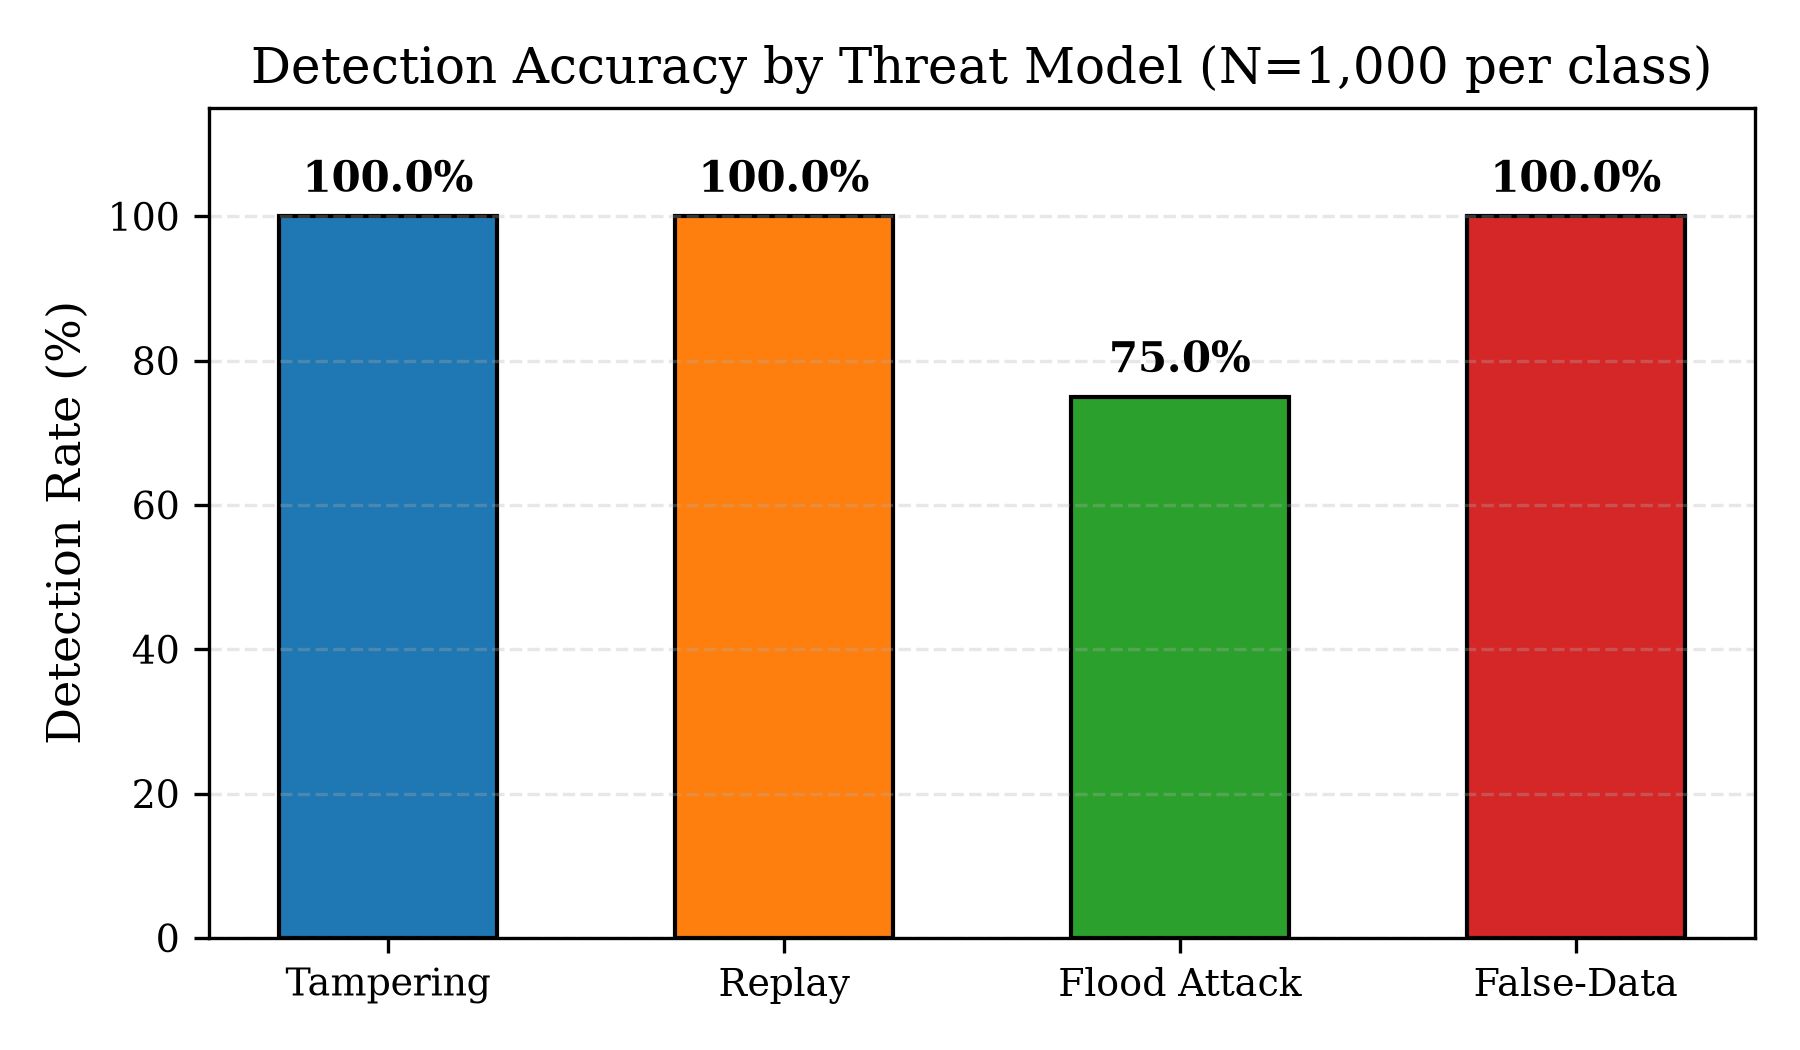 Detection Accuracy by Threat Model (N=1,000 per class)
Detection Rate (%)
100
80
60
40
20
0
100.0%
100.0%
75.0%
100.0%
Tampering
Replay
Flood Attack
False-Data